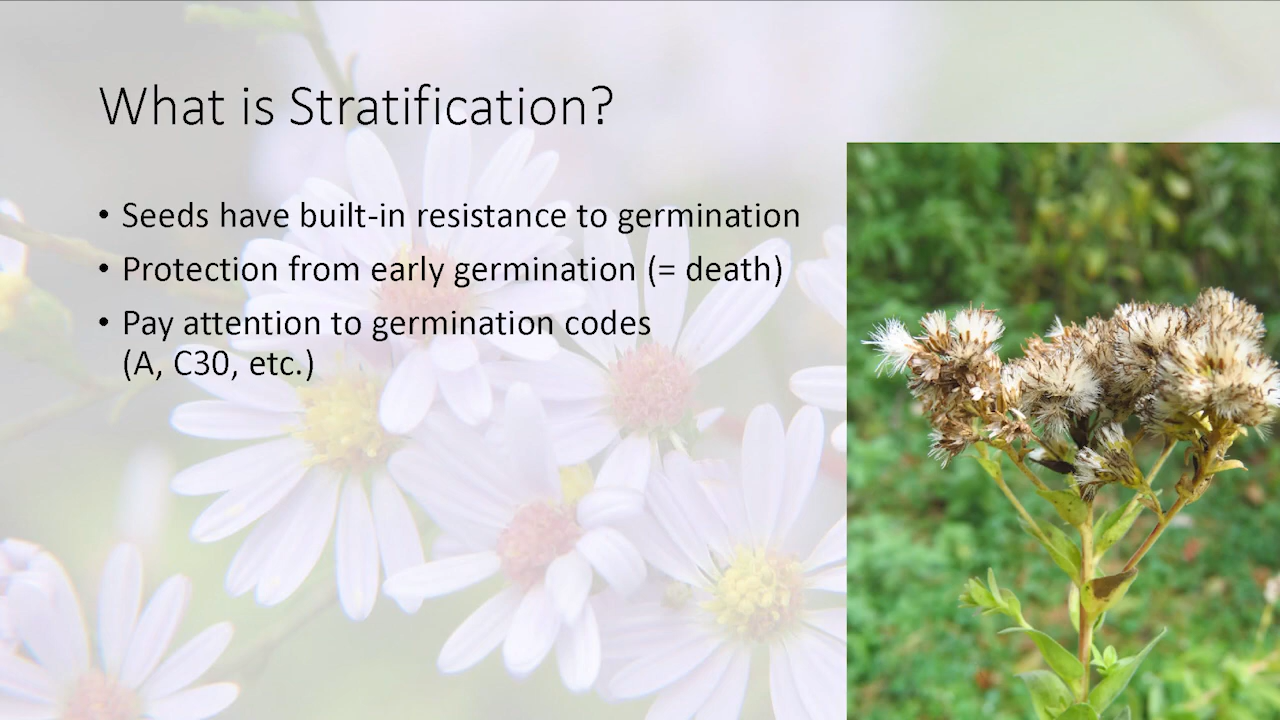 What is Stratification?
• Seeds have built-in resistance to germination
• Protection from early germination (= death)
• Pay attention to germination codes
(A, C30, etc.)